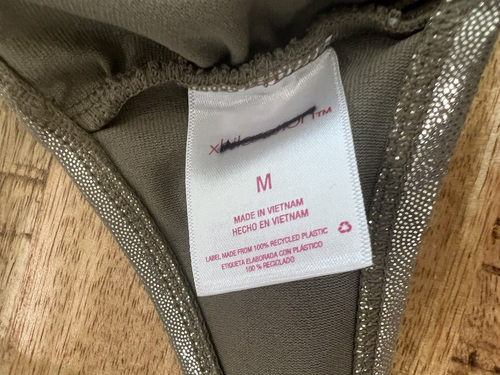 M
MADE IN VIETNAM
HECHO EN VIETNAM
LABEL MADE FROM 100% RECYCLED PLASTIC
ETIQUETA ELABORADA CON PLÁSTICO
100 % RECICLADO